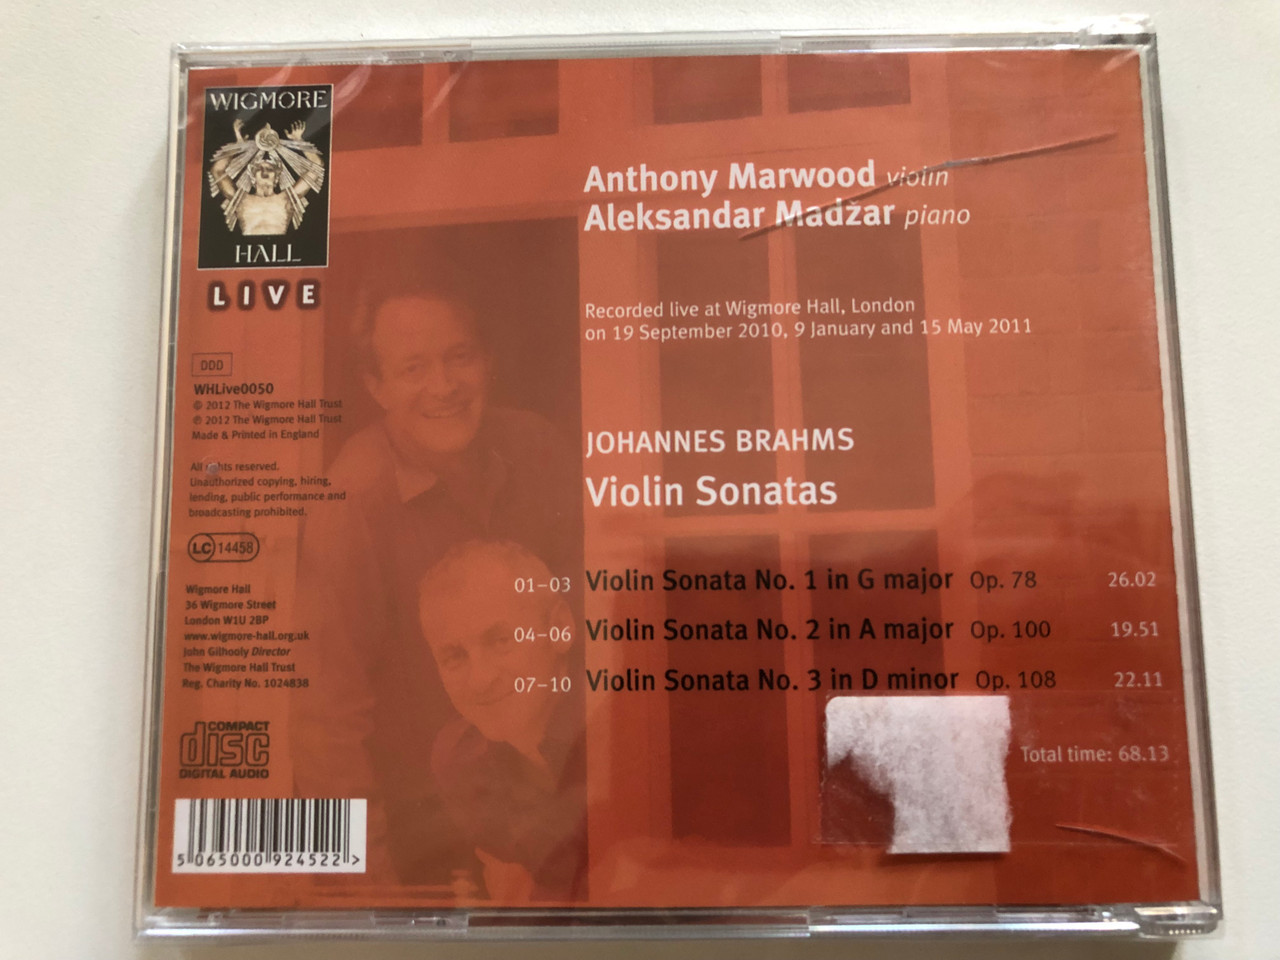 WIGMORE
HALL
LIVE
Anthony Marwood violin
Aleksandar Madžar piano
Recorded live at Wigmore Hall, London
on 19 September 2010, 9 January and 15 May 2011
DDD
WHLive0050
© 2012 The Wigmore Hall Trust
℗ 2012 The Wigmore Hall Trust
Made & Printed in England
All rights reserved.
Unauthorized copying, hiring,
lending, public performance and
broadcasting prohibited.
LC 14458
Wigmore Hall
36 Wigmore Street
London W1U 2BP
www.wigmore-hall.org.uk
John Gilhooly Director
The Wigmore Hall Trust
Reg. Charity No. 1024838
JOHANNES BRAHMS
Violin Sonatas
01–03 Violin Sonata No. 1 in G major Op. 78 26.02
04–06 Violin Sonata No. 2 in A major Op. 100 19.51
07–10 Violin Sonata No. 3 in D minor Op. 108 22.11
Total time: 68.13
COMPACT
disc
DIGITAL AUDIO
5 065000 924522 >